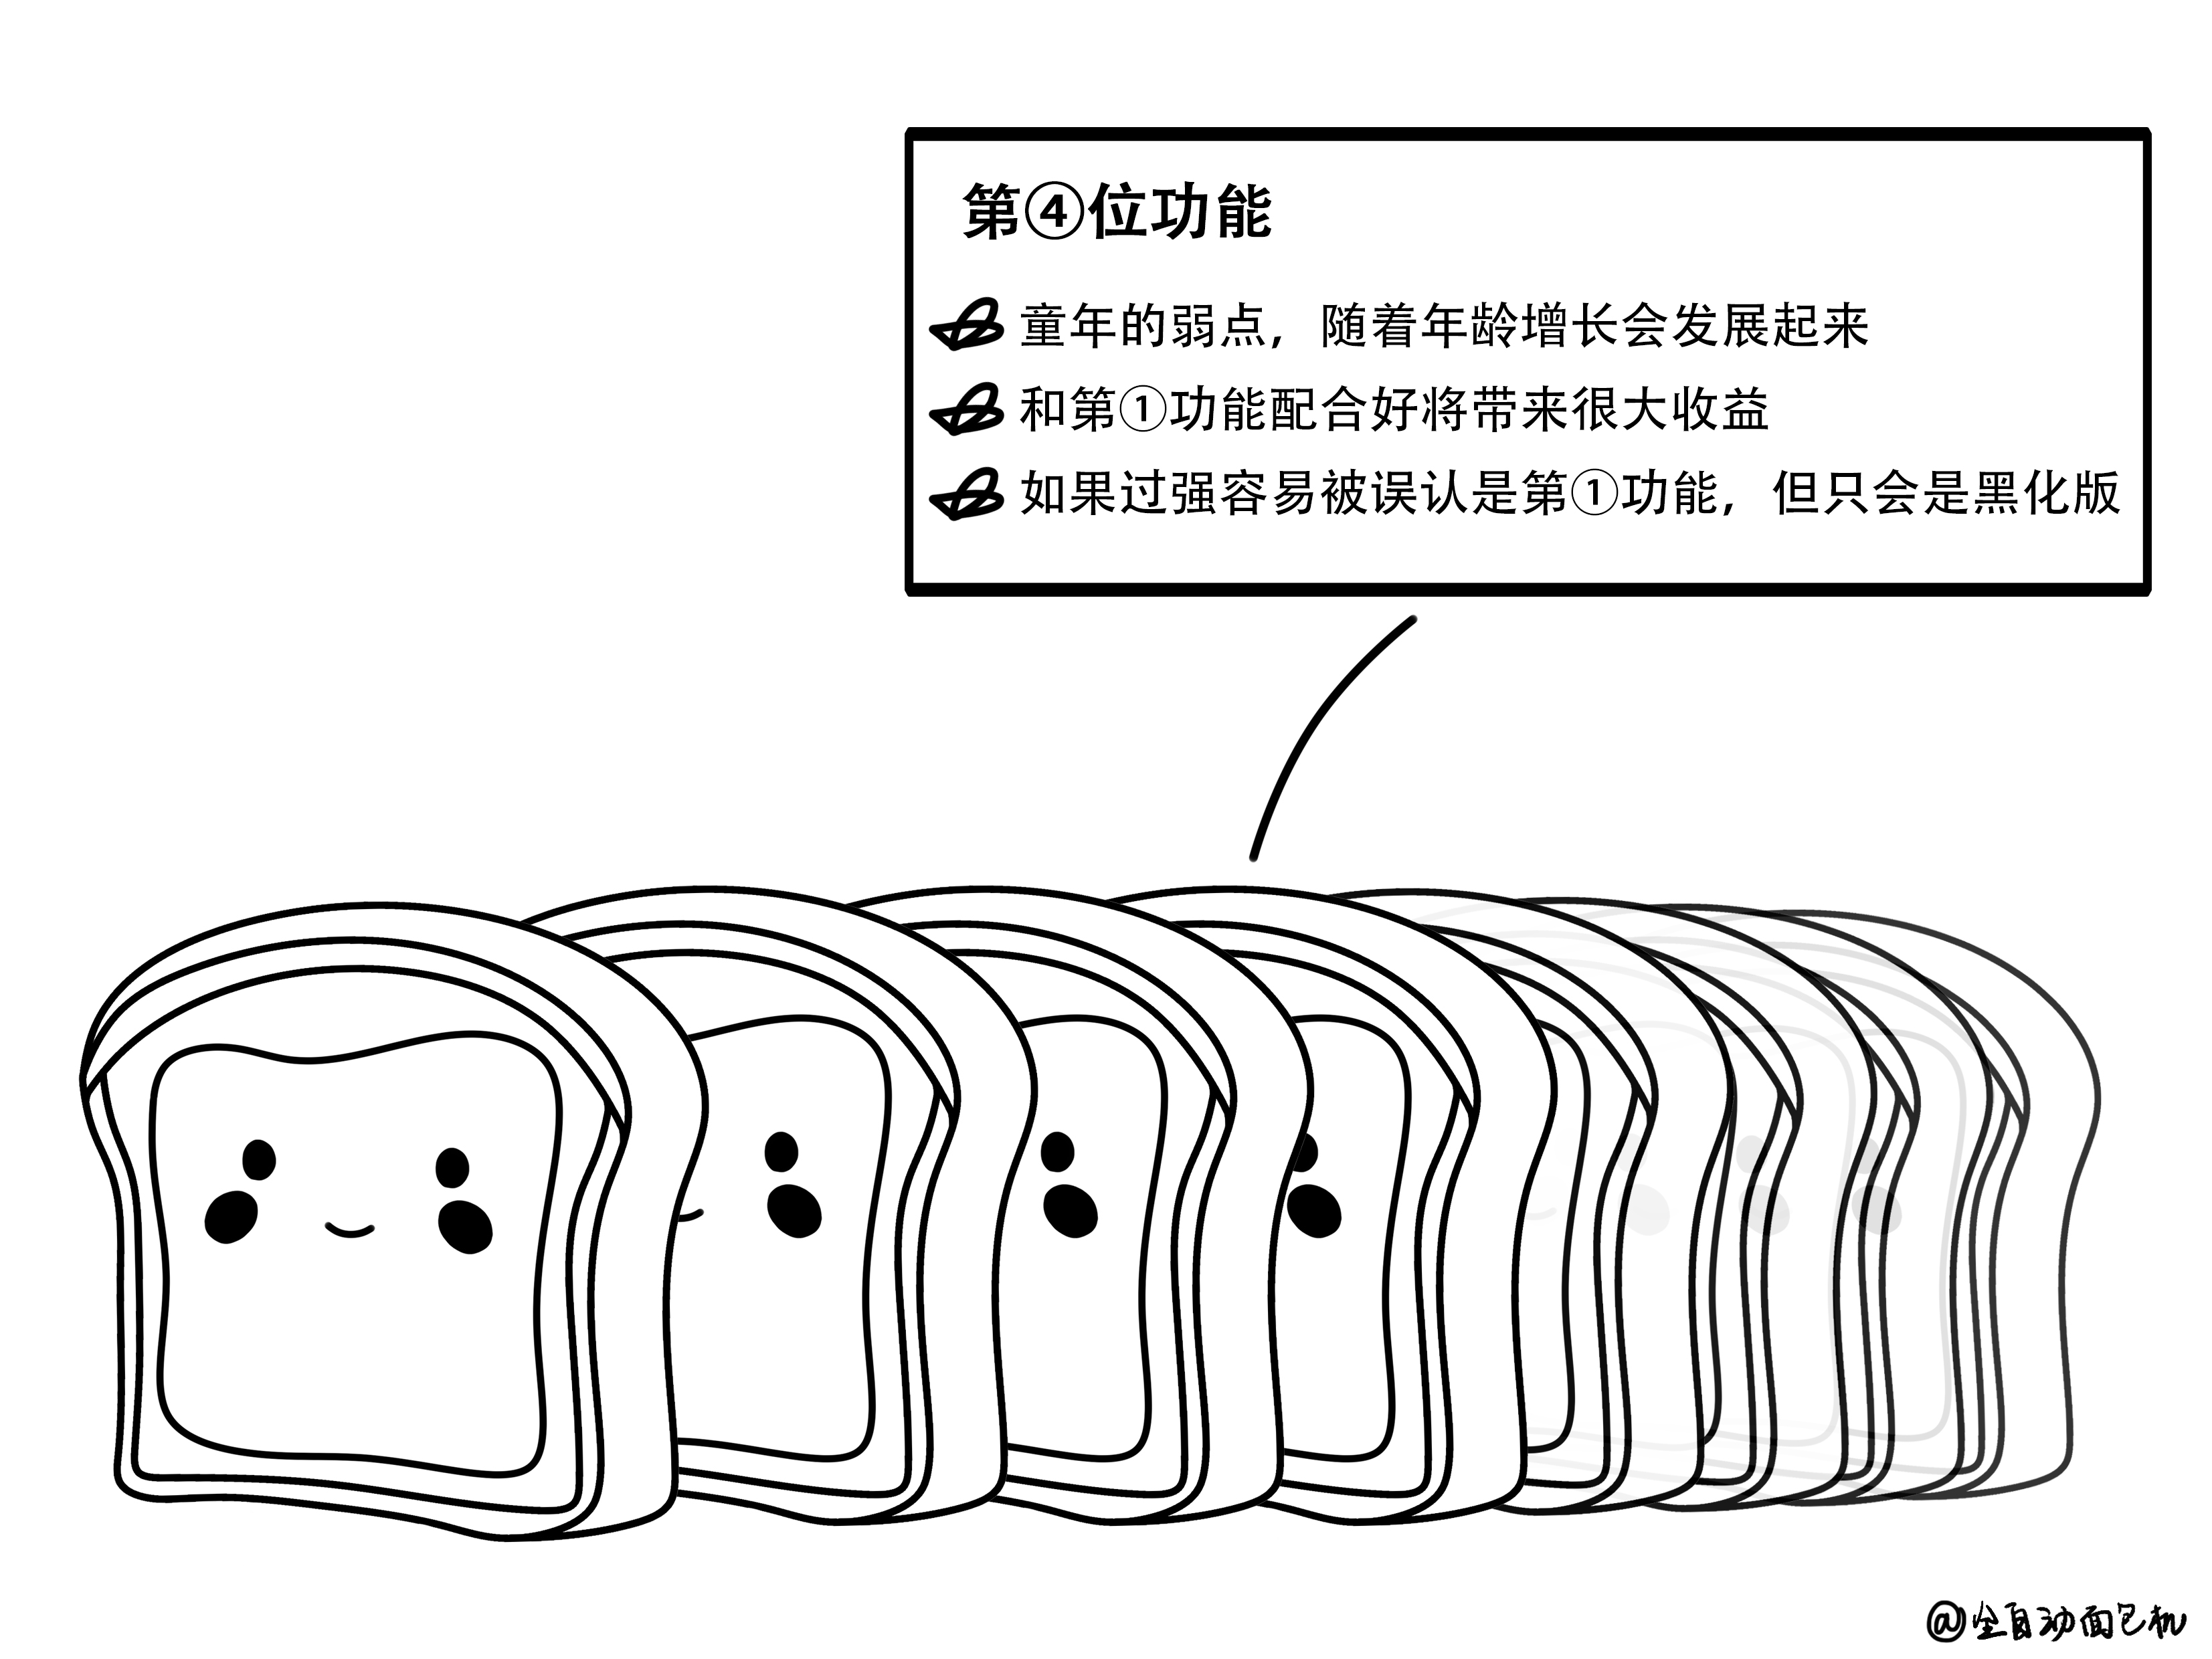 第④位功能
童年的弱点，随着年龄增长会发展起来
和第①功能配合好将带来很大收益
如果过强容易被误认是第①功能，但只会是黑化版
@全自动面包机